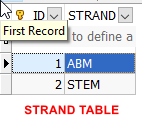 ID STRAND
First Record to define a
1 ABM
2 STEM
STRAND TABLE